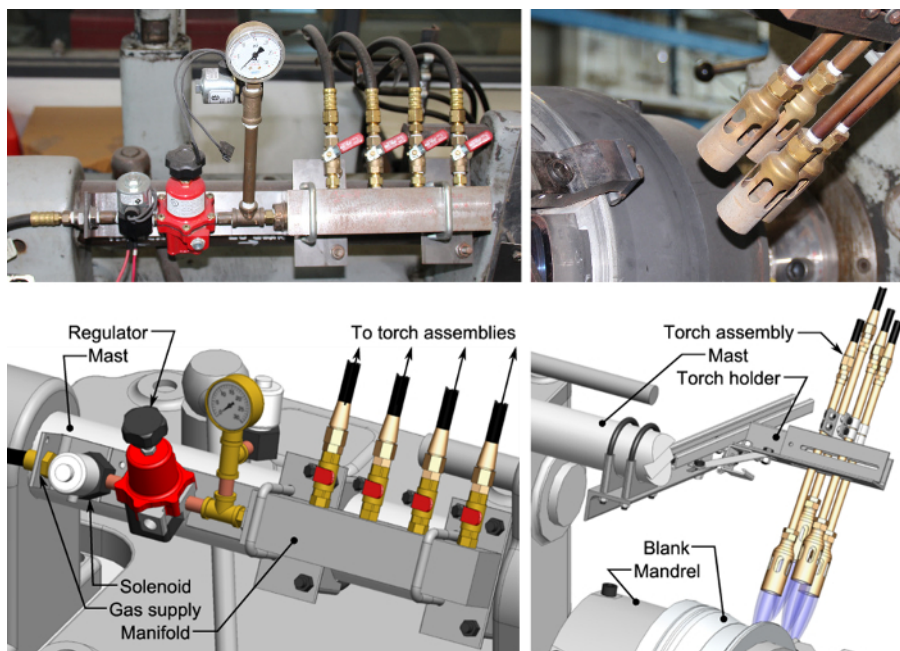 Regulator
Mast
To torch assemblies
Solenoid
Gas supply
Manifold
Torch assembly
Mast
Torch holder
Blank
Mandrel